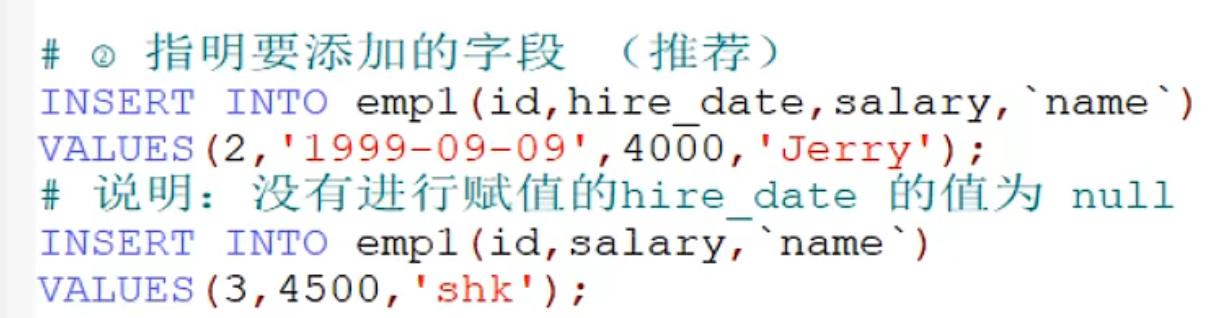 # ② 指明要添加的字段 （推荐）
INSERT INTO emp1(id,hire_date,salary,`name`)
VALUES(2,'1999-09-09',4000,'Jerry');
# 说明：没有进行赋值的hire_date 的值为 null
INSERT INTO emp1(id,salary,`name`)
VALUES(3,4500,'shk');